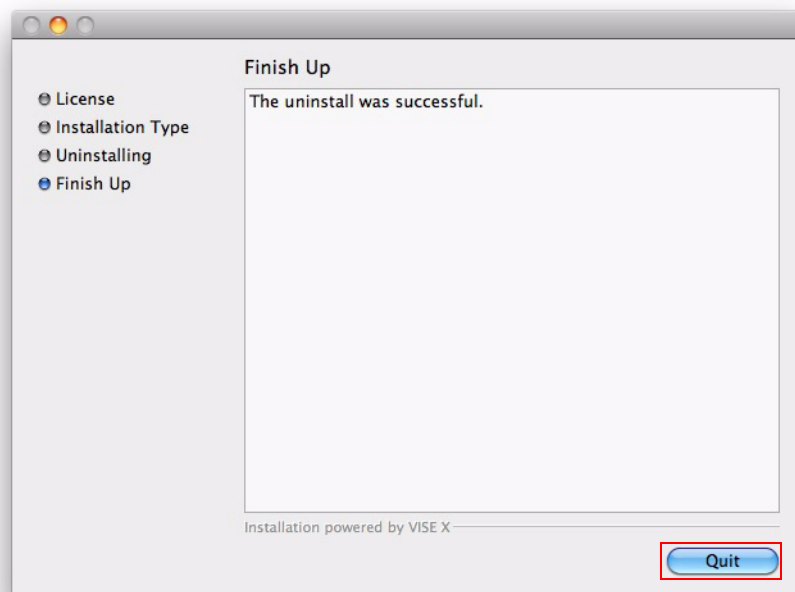 Finish Up
License
Installation Type
Uninstalling
Finish Up
The uninstall was successful.
Installation powered by VISE X
Quit